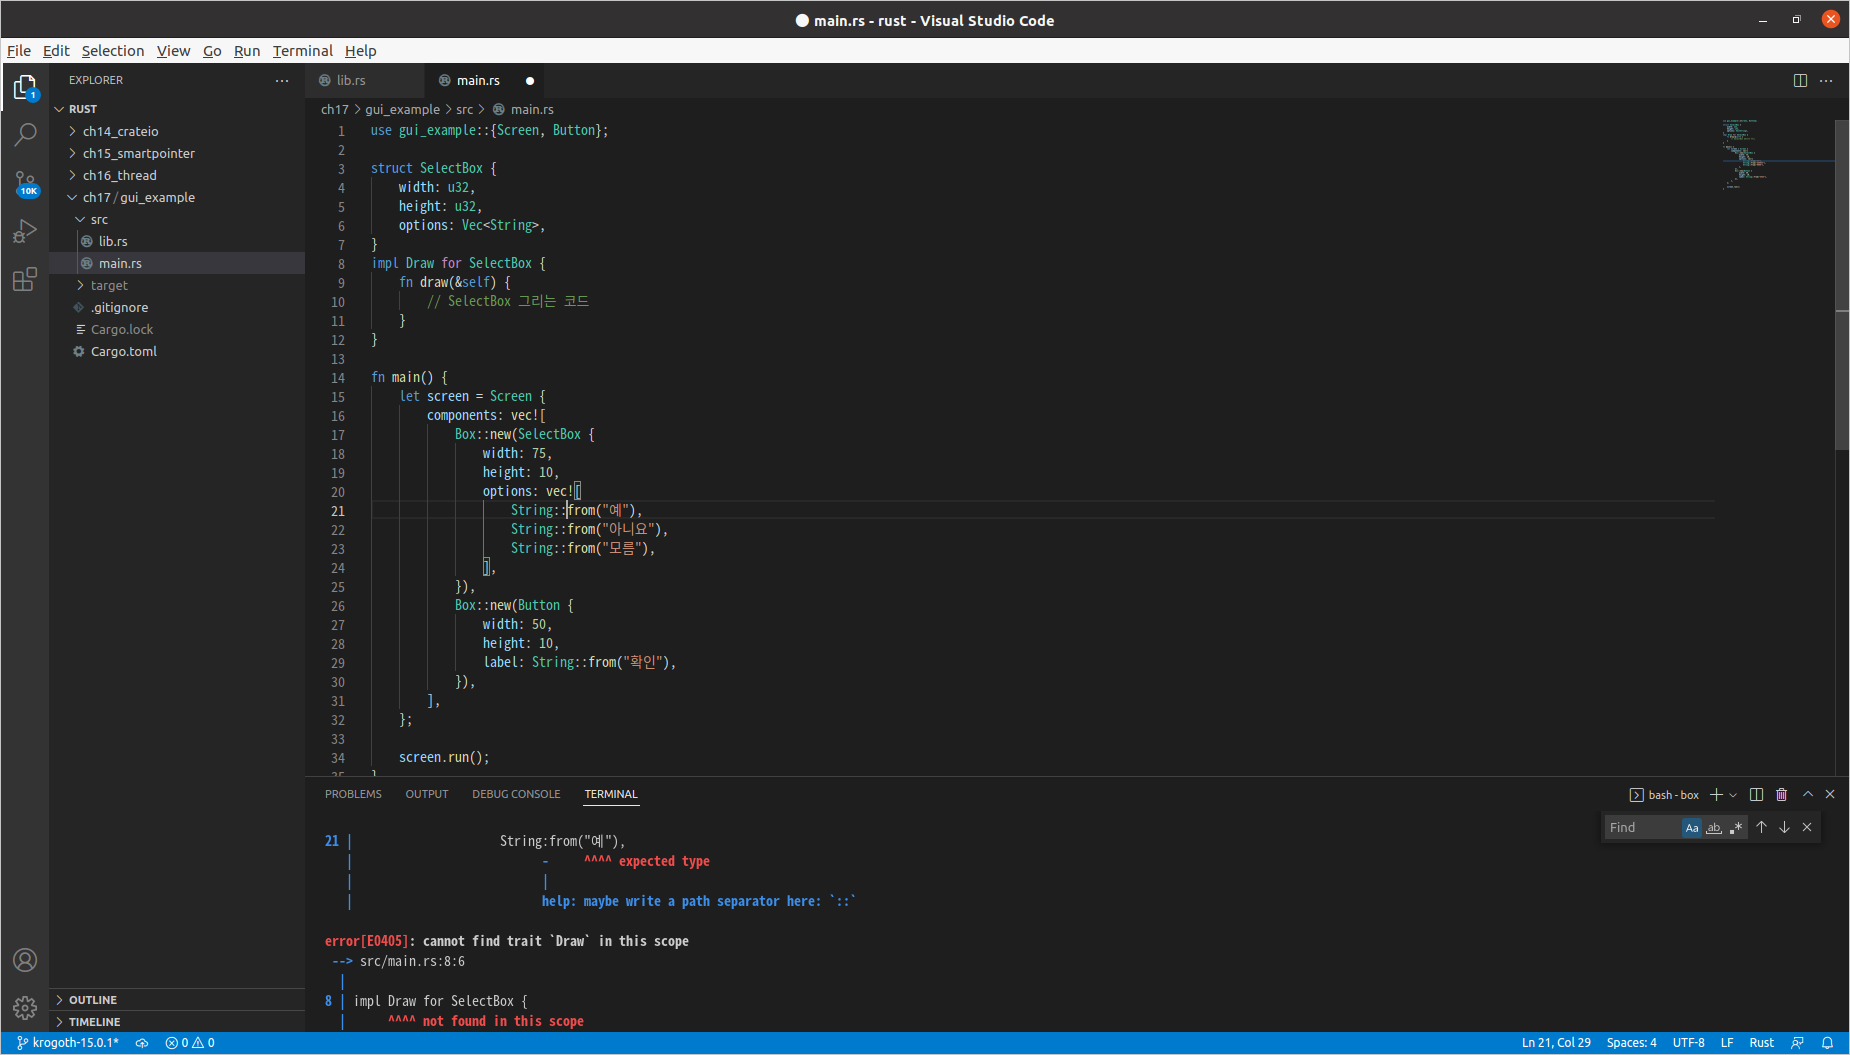 main.rs - rust - Visual Studio Code
File Edit Selection View Go Run Terminal Help
EXPLORER
lib.rs
main.rs
RUST
ch14_crateio
ch15_smartpointer
ch16_thread
ch17/gui_example
src
lib.rs
main.rs
target
.gitignore
Cargo.lock
Cargo.toml
OUTLINE
TIMELINE
1
10K
ch17 > gui_example > src > main.rs
1 use gui_example::{Screen, Button};
2
3 struct SelectBox {
4 width: u32,
5 height: u32,
6 options: Vec<String>,
7 }
8 impl Draw for SelectBox {
9 fn draw(&self) {
10 // SelectBox 그리는 코드
11 }
12 }
13
14 fn main() {
15 let screen = Screen {
16 components: vec![
17 Box::new(SelectBox {
18 width: 75,
19 height: 10,
20 options: vec![
21 String::from("예"),
22 String::from("아니요"),
23 String::from("모름"),
24 ],
25 }),
26 Box::new(Button {
27 width: 50,
28 height: 10,
29 label: String::from("확인"),
30 }),
31 ],
32 };
33
34 screen.run();
35 }
PROBLEMS OUTPUT DEBUG CONSOLE TERMINAL
bash - box
Find Aa ab .*
21 | String:from("예"),
| - ^^^^ expected type
| |
| help: maybe write a path separator here: `::`
error[E0405]: cannot find trait `Draw` in this scope
--> src/main.rs:8:6
|
8 | impl Draw for SelectBox {
| ^^^^ not found in this scope
krogoth-15.0.1* 0 0 Ln 21, Col 29 Spaces: 4 UTF-8 LF Rust